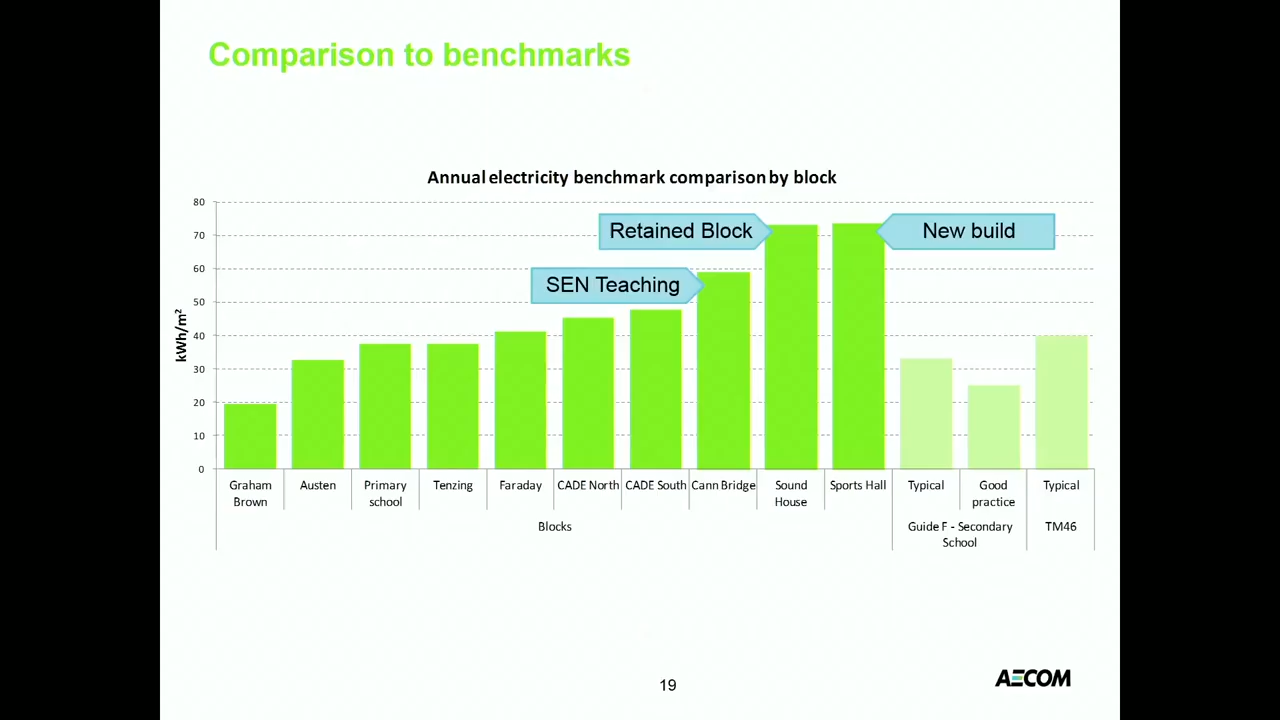 Comparison to benchmarks
Annual electricity benchmark comparison by block
80
70
60
50
40
30
20
10
0
kWh/m²
Retained Block
New build
SEN Teaching
Graham Brown
Austen
Primary school
Tenzing
Faraday
CADE North
CADE South
Cann Bridge
Sound House
Sports Hall
Typical
Good practice
Typical
Blocks
Guide F - Secondary School
TM46
19
AECOM